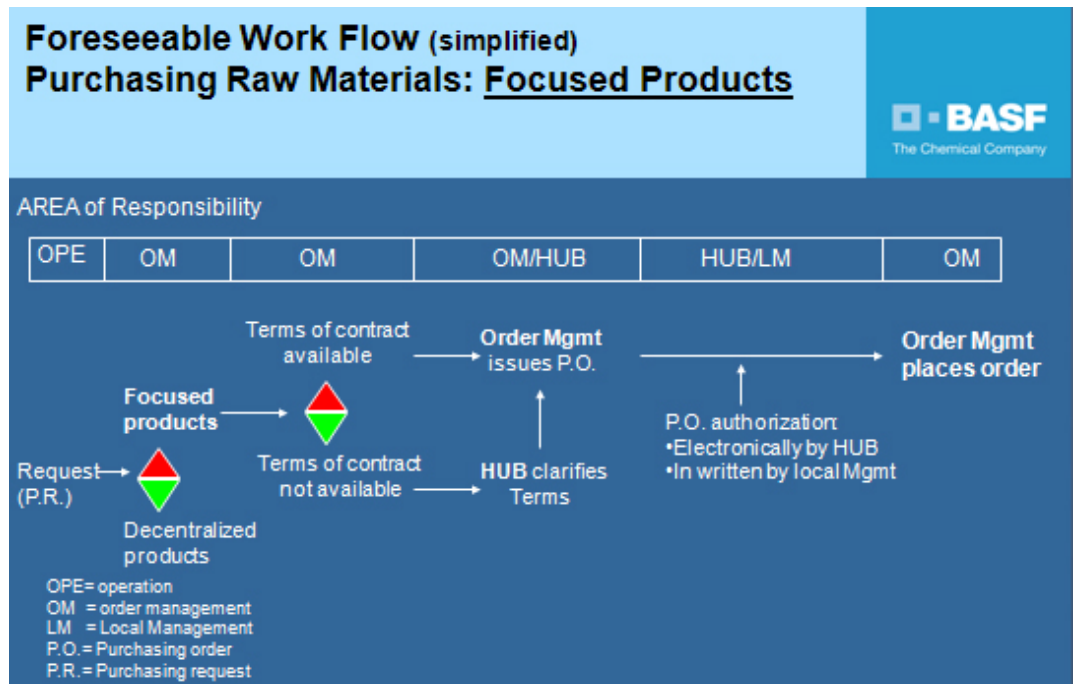 Foreseeable Work Flow (simplified)
Purchasing Raw Materials: Focused Products
BASF
The Chemical Company
AREA of Responsibility
OPE
OM
OM
OM/HUB
HUB/LM
OM
Request
(P.R.)
Focused
products
Decentralized
products
Terms of contract
available
Terms of contract
not available
Order Mgmt
issues P.O.
HUB clarifies
Terms
P.O. authorization:
•Electronically by HUB
•In written by local Mgmt
Order Mgmt
places order
OPE= operation
OM = order management
LM = Local Management
P.O.= Purchasing order
P.R.= Purchasing request